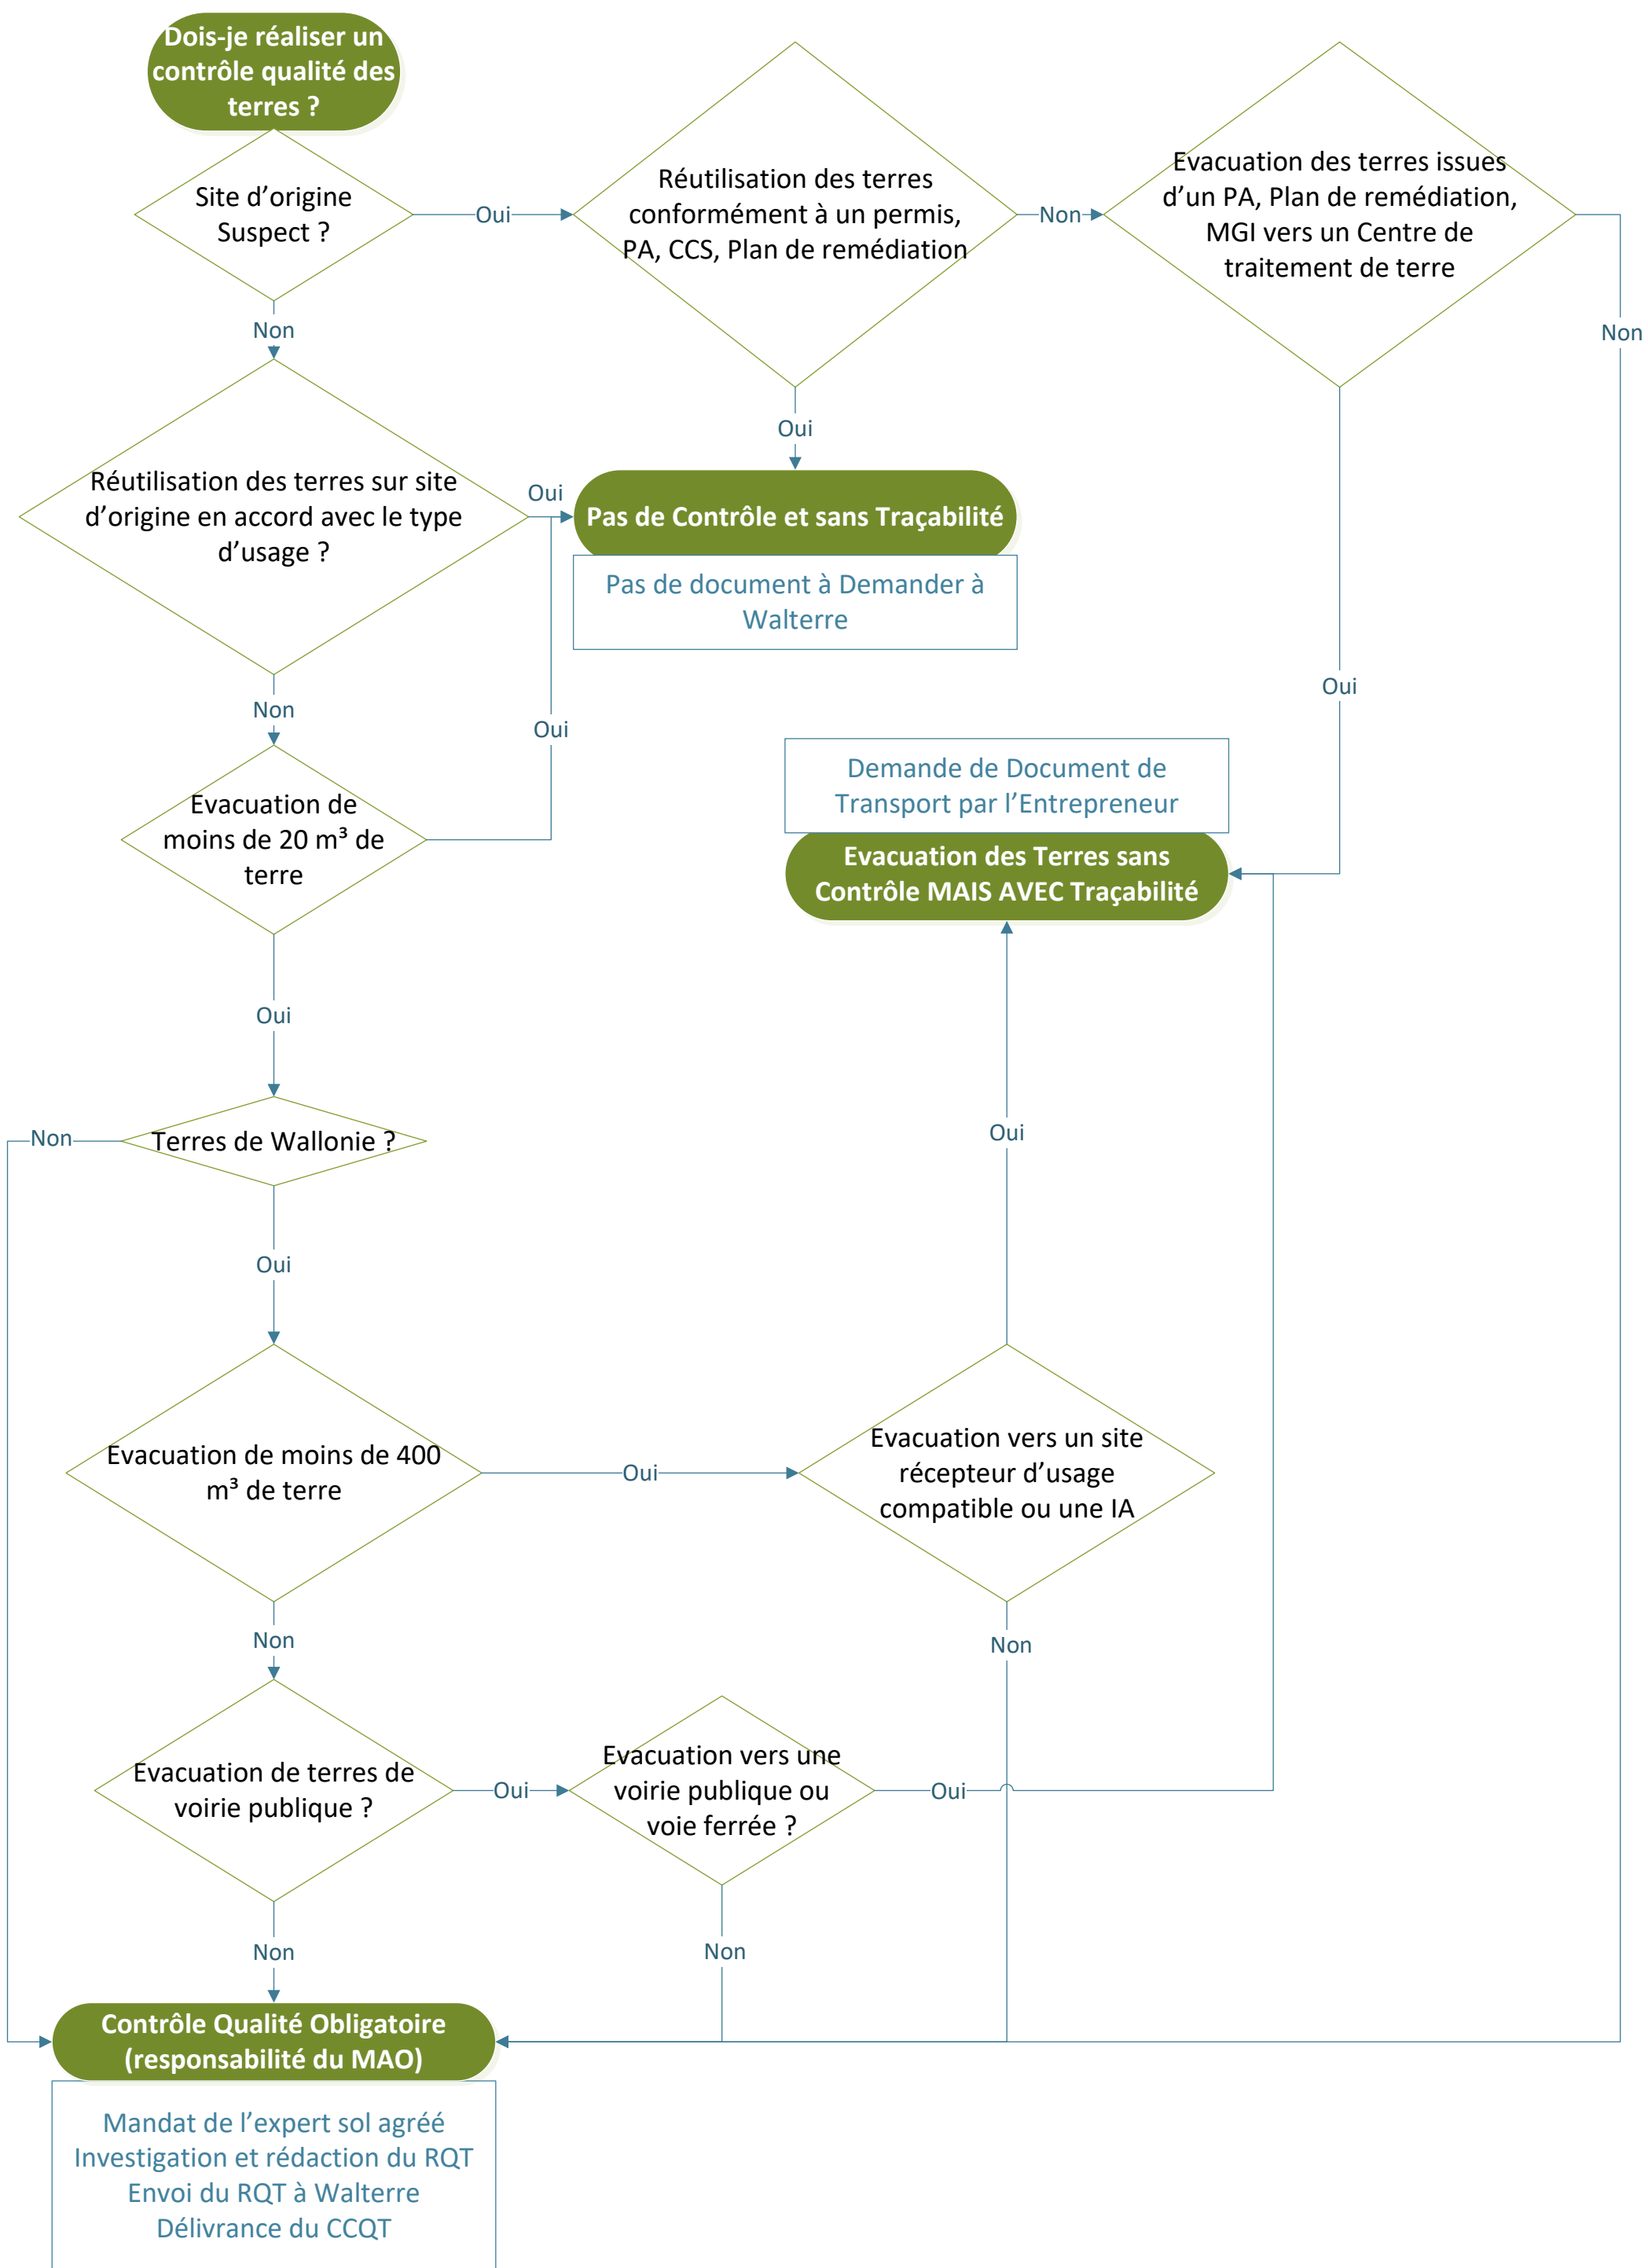 Dois-je réaliser un
contrôle qualité des
terres ?
Site d'origine
Suspect ?
Oui
Réutilisation des terres
conformément à un permis,
PA, CCS, Plan de remédiation
Non
Evacuation des terres issues
d'un PA, Plan de remédiation,
MGI vers un Centre de
traitement de terre
Non
Non
Oui
Réutilisation des terres sur site
d'origine en accord avec le type
d'usage ?
Oui
Pas de Contrôle et sans Traçabilité
Pas de document à Demander à
Walterre
Oui
Non
Oui
Evacuation de
moins de 20 m³ de
terre
Demande de Document de
Transport par l'Entrepreneur
Evacuation des Terres sans
Contrôle MAIS AVEC Traçabilité
Oui
Non
Terres de Wallonie ?
Oui
Oui
Evacuation de moins de 400
m³ de terre
Oui
Evacuation vers un site
récepteur d'usage
compatible ou une IA
Non
Non
Evacuation de terres de
voirie publique ?
Oui
Evacuation vers une
voirie publique ou
voie ferrée ?
Oui
Non
Non
Contrôle Qualité Obligatoire
(responsabilité du MAO)
Mandat de l'expert sol agréé
Investigation et rédaction du RQT
Envoi du RQT à Walterre
Délivrance du CCQT